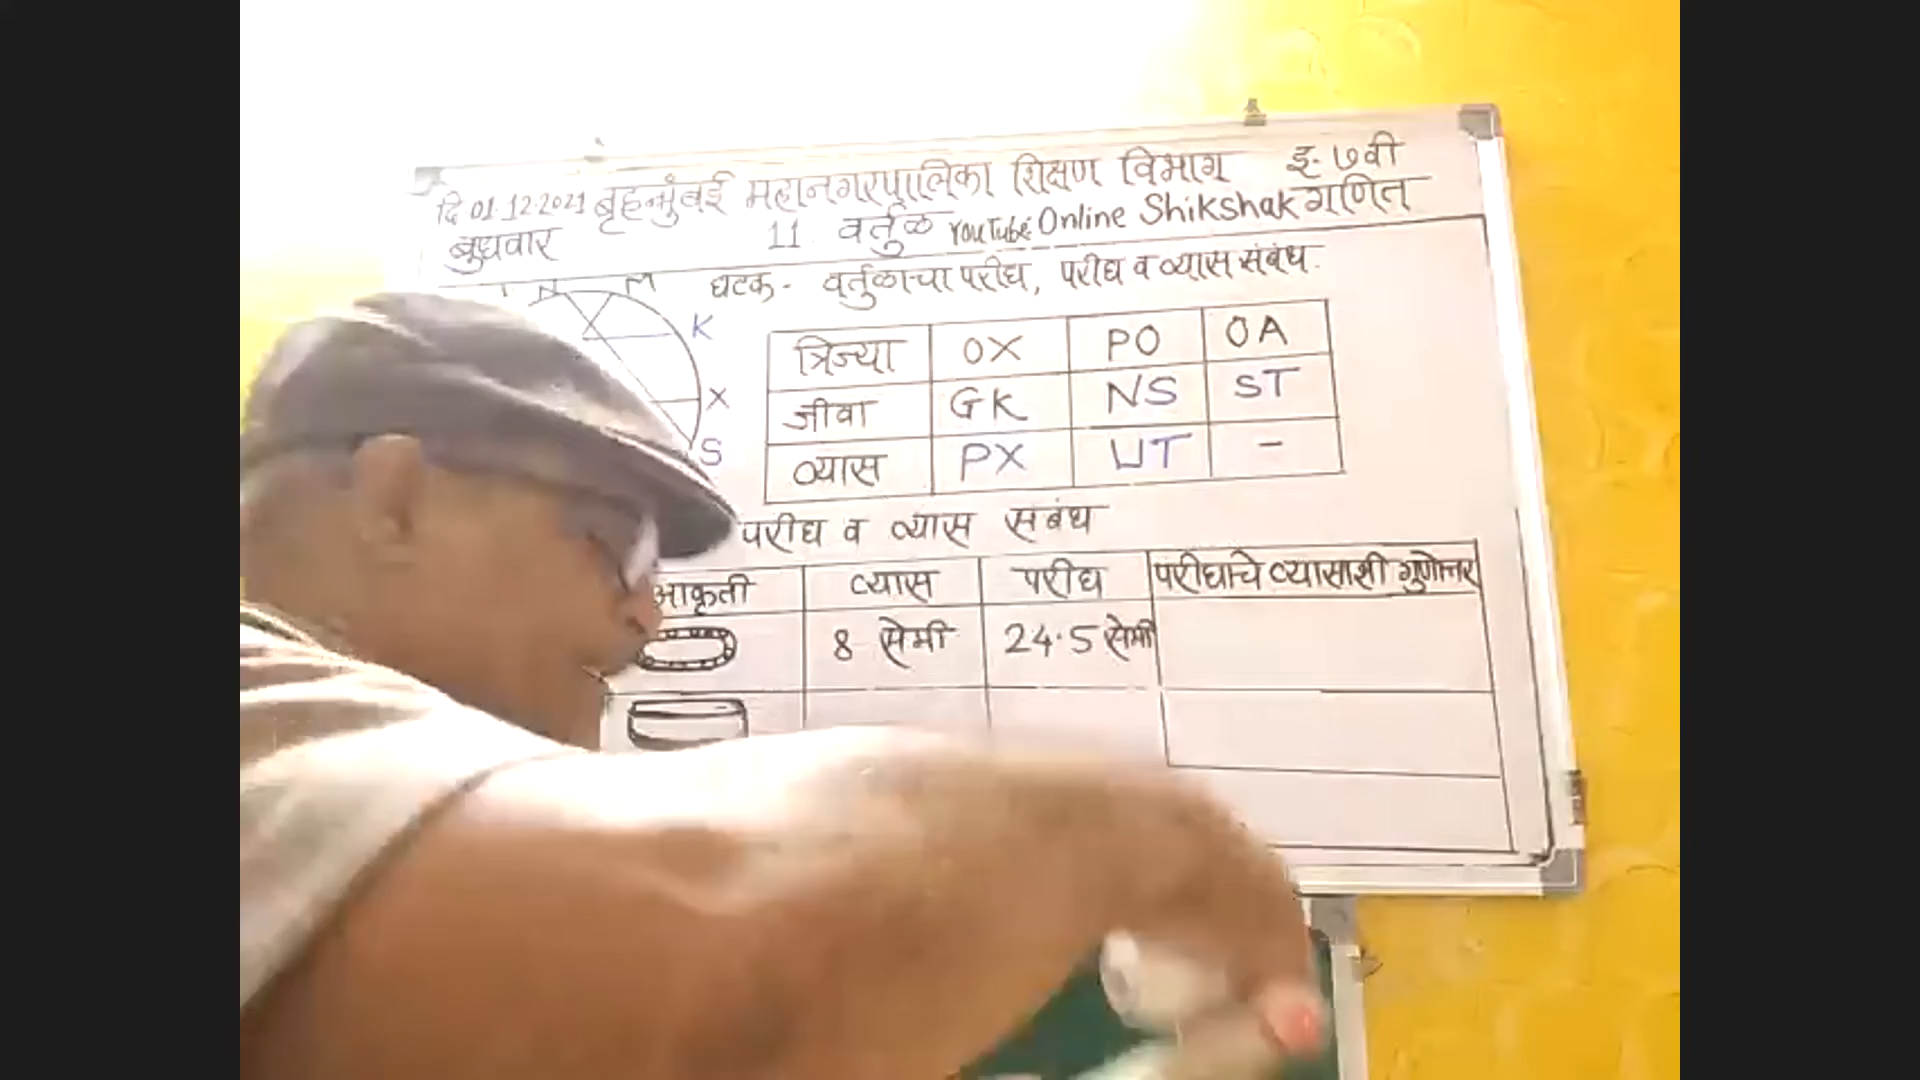 दि 01.12.2021 बृहन्मुंबई महानगरपालिका शिक्षण विभाग इ. ७वी
बुधवार 11 वर्तुळ YouTube: Online Shikshak गणित
घटक - वर्तुळाचा परीघ, परीघ व व्यास संबंध.
N M
K
X
S
त्रिज्या OX PO OA
जीवा GK NS ST
व्यास PX UT -
परीघ व व्यास संबंध
आकृती व्यास परीघ परीघाचे व्यासाशी गुणोत्तर
8 सेमी 24.5 सेमी